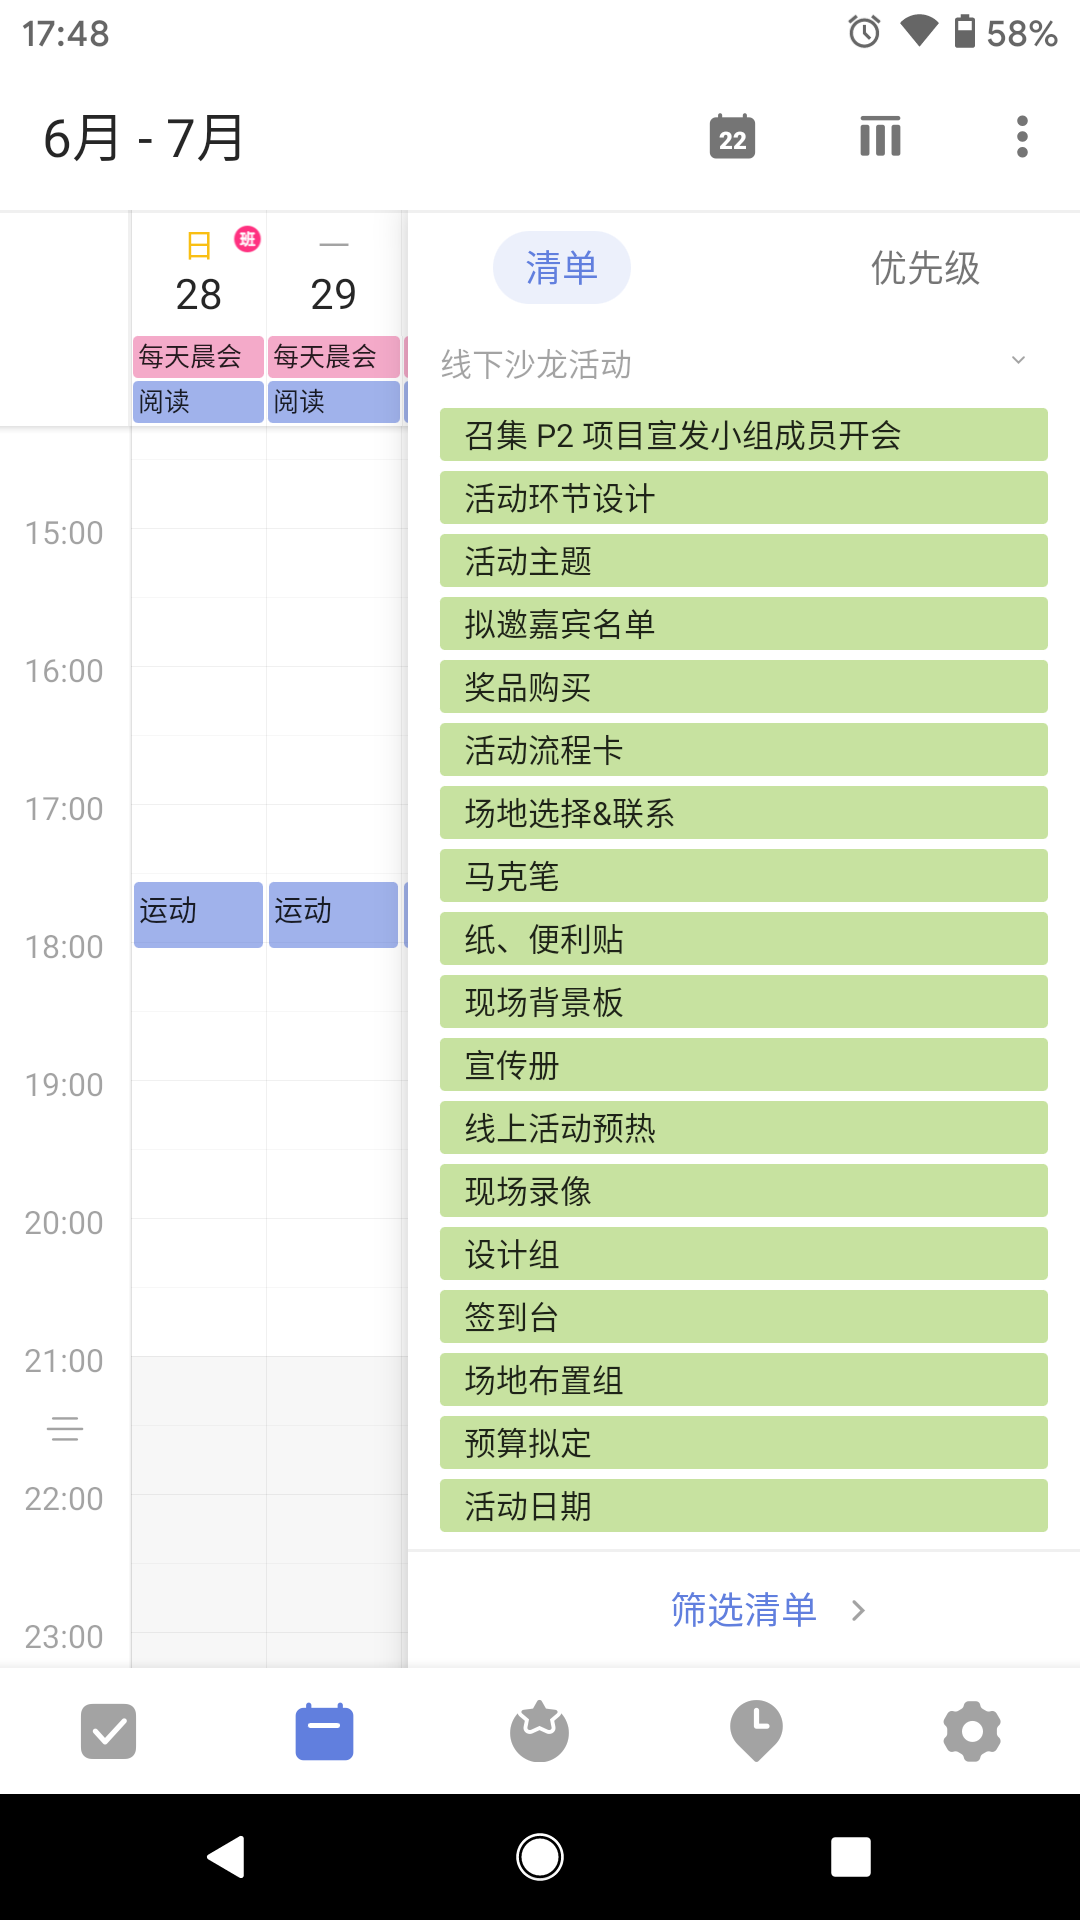 17:48
58%
6月 - 7月
22
日
班
一
28
29
每天晨会
每天晨会
阅读
阅读
15:00
16:00
17:00
运动
运动
18:00
19:00
20:00
21:00
22:00
23:00
清单
优先级
线下沙龙活动
召集 P2 项目宣发小组成员开会
活动环节设计
活动主题
拟邀嘉宾名单
奖品购买
活动流程卡
场地选择&联系
马克笔
纸、便利贴
现场背景板
宣传册
线上活动预热
现场录像
设计组
签到台
场地布置组
预算拟定
活动日期
筛选清单